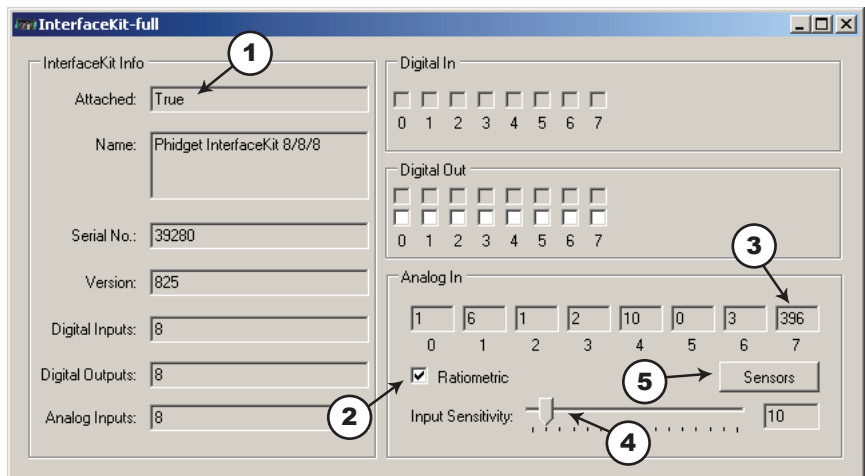 InterfaceKit-full
1
InterfaceKit Info
Attached: True
Name: Phidget InterfaceKit 8/8/8
Serial No.: 39280
Version: 825
Digital Inputs: 8
Digital Outputs: 8
Analog Inputs: 8
Digital In
0 1 2 3 4 5 6 7
Digital Out
0 1 2 3 4 5 6 7
3
Analog In
1 6 1 2 10 0 3 396
0 1 2 3 4 5 6 7
2
Ratiometric
5
Sensors
Input Sensitivity: 10
4